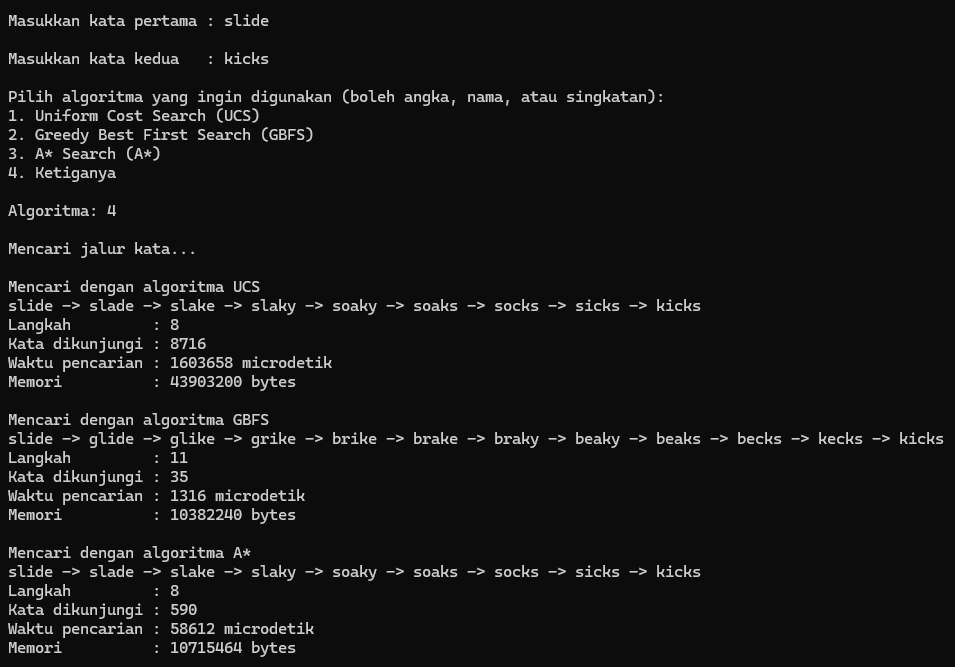 Masukkan kata pertama : slide
Masukkan kata kedua   : kicks
Pilih algoritma yang ingin digunakan (boleh angka, nama, atau singkatan):
1. Uniform Cost Search (UCS)
2. Greedy Best First Search (GBFS)
3. A* Search (A*)
4. Ketiganya
Algoritma: 4
Mencari jalur kata...
Mencari dengan algoritma UCS
slide -> slade -> slake -> slaky -> soaky -> soaks -> socks -> sicks -> kicks
Langkah         : 8
Kata dikunjungi : 8716
Waktu pencarian : 1603658 microdetik
Memori          : 43903200 bytes
Mencari dengan algoritma GBFS
slide -> glide -> glike -> grike -> brike -> brake -> braky -> beaky -> beaks -> becks -> kecks -> kicks
Langkah         : 11
Kata dikunjungi : 35
Waktu pencarian : 1316 microdetik
Memori          : 10382240 bytes
Mencari dengan algoritma A*
slide -> slade -> slake -> slaky -> soaky -> soaks -> socks -> sicks -> kicks
Langkah         : 8
Kata dikunjungi : 590
Waktu pencarian : 58612 microdetik
Memori          : 10715464 bytes